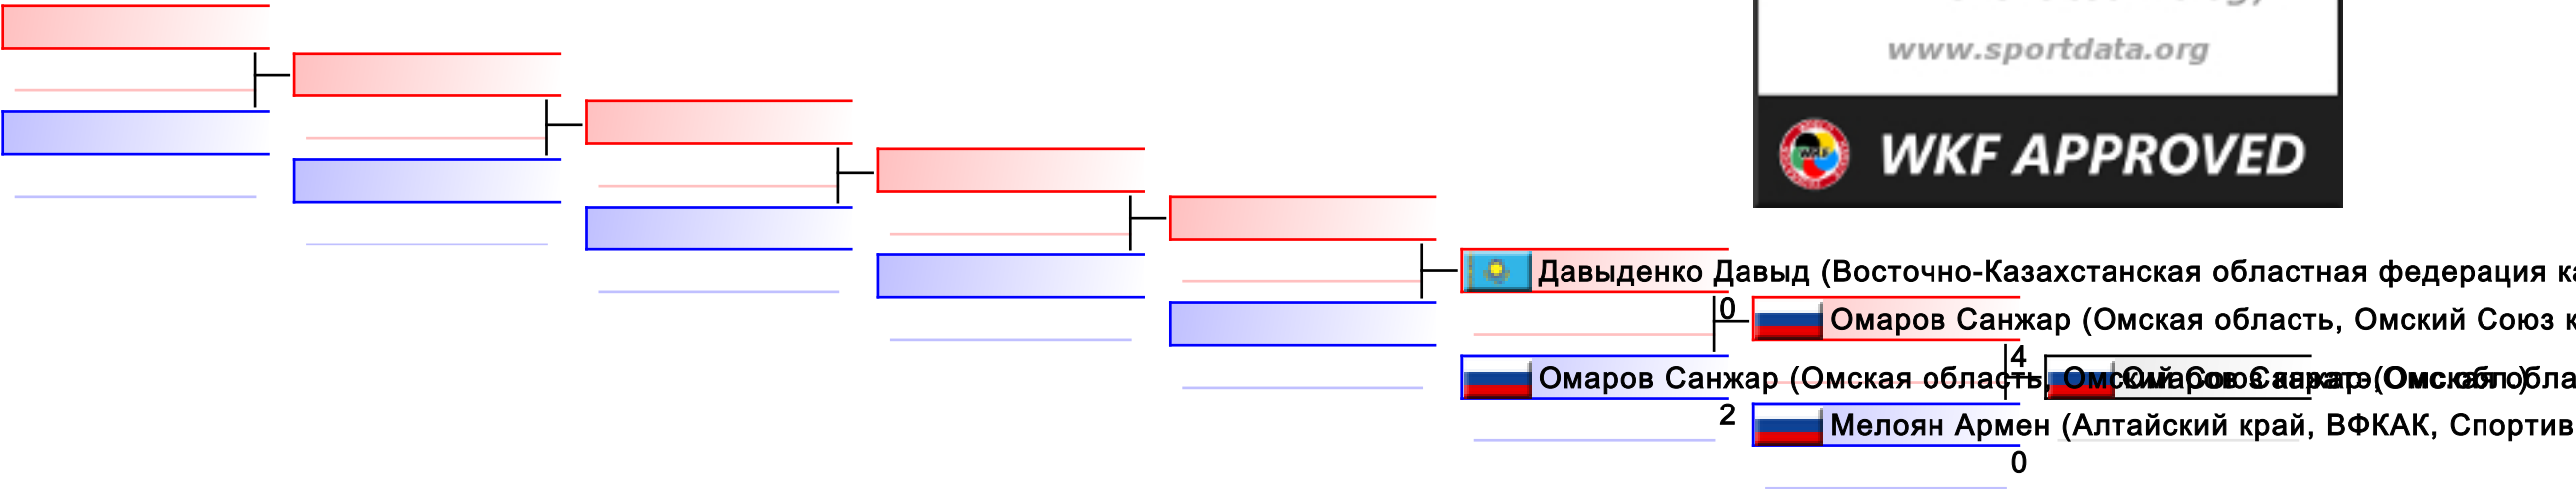 www.sportdata.org
WKF APPROVED
Давыденко Давыд (Восточно-Казахстанская областная федерация ка
0
Омаров Санжар (Омская область, Омский Союз к
4
Омаров Санжар (Омская область,
2
Мелоян Армен (Алтайский край, ВФКАК, Спортив
0